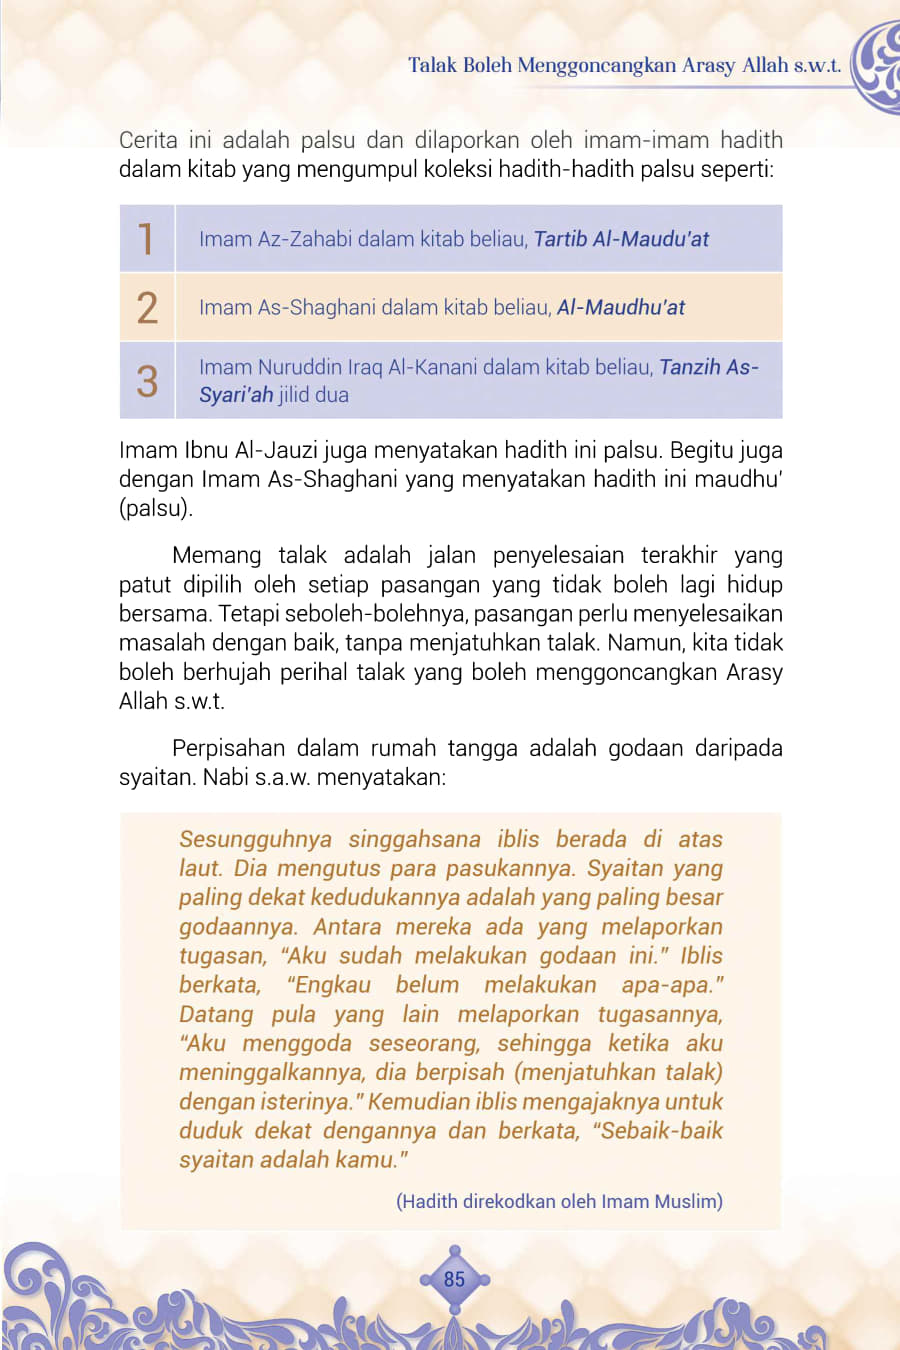 Talak Boleh Menggoncangkan Arasy Allah s.w.t.
Cerita ini adalah palsu dan dilaporkan oleh imam-imam hadith
dalam kitab yang mengumpul koleksi hadith-hadith palsu seperti:
1 Imam Az-Zahabi dalam kitab beliau, Tartib Al-Maudu'at
2 Imam As-Shaghani dalam kitab beliau, Al-Maudhu'at
3 Imam Nuruddin Iraq Al-Kanani dalam kitab beliau, Tanzih As-
Syari'ah jilid dua
Imam Ibnu Al-Jauzi juga menyatakan hadith ini palsu. Begitu juga
dengan Imam As-Shaghani yang menyatakan hadith ini maudhu'
(palsu).
Memang talak adalah jalan penyelesaian terakhir yang
patut dipilih oleh setiap pasangan yang tidak boleh lagi hidup
bersama. Tetapi seboleh-bolehnya, pasangan perlu menyelesaikan
masalah dengan baik, tanpa menjatuhkan talak. Namun, kita tidak
boleh berhujah perihal talak yang boleh menggoncangkan Arasy
Allah s.w.t.
Perpisahan dalam rumah tangga adalah godaan daripada
syaitan. Nabi s.a.w. menyatakan:
Sesungguhnya singgahsana iblis berada di atas
laut. Dia mengutus para pasukannya. Syaitan yang
paling dekat kedudukannya adalah yang paling besar
godaannya. Antara mereka ada yang melaporkan
tugasan, “Aku sudah melakukan godaan ini.” Iblis
berkata, “Engkau belum melakukan apa-apa.”
Datang pula yang lain melaporkan tugasannya,
“Aku menggoda seseorang, sehingga ketika aku
meninggalkannya, dia berpisah (menjatuhkan talak)
dengan isterinya.” Kemudian iblis mengajaknya untuk
duduk dekat dengannya dan berkata, “Sebaik-baik
syaitan adalah kamu.”
(Hadith direkodkan oleh Imam Muslim)
85